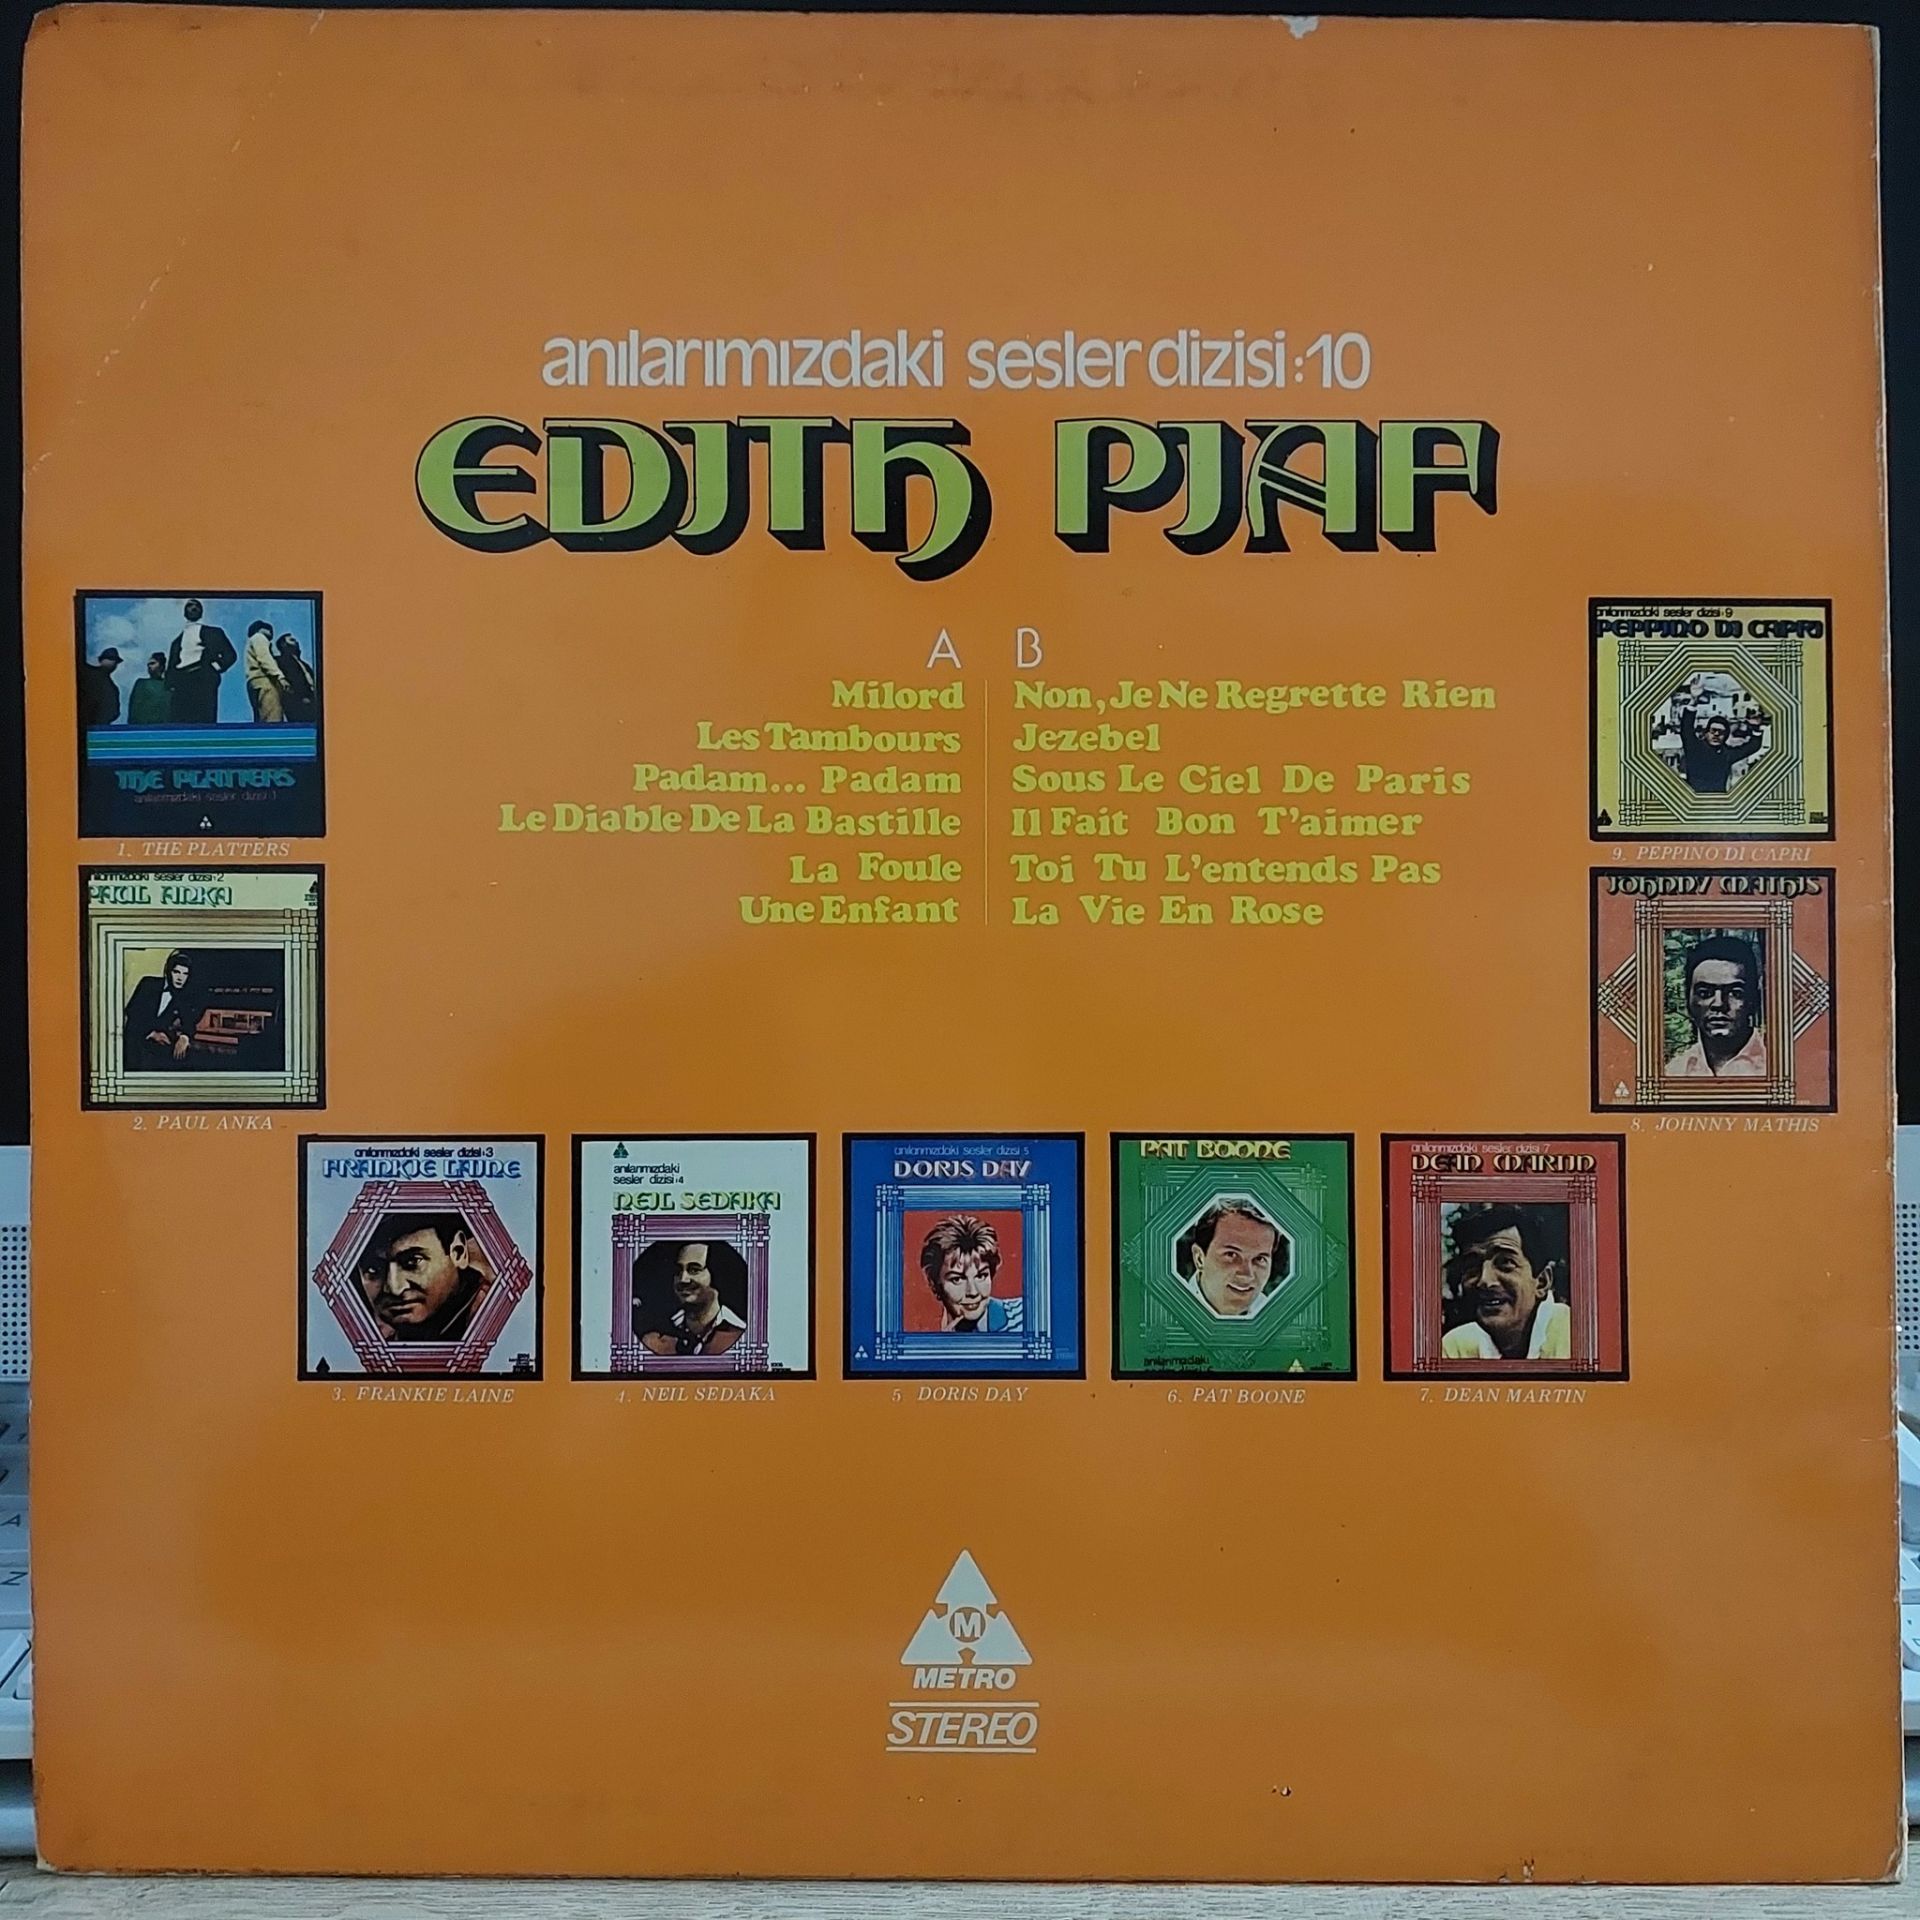 anılarımızdaki sesler dizisi:10
EDITH PIAF
A
Milord
Les Tambours
Padam... Padam
Le Diable De La Bastille
La Foule
Une Enfant
B
Non, Je Ne Regrette Rien
Jezebel
Sous Le Ciel De Paris
Il Fait Bon T'aimer
Toi Tu L'entends Pas
La Vie En Rose
THE PLATTERS
anılarımızdaki sesler dizisi:1
1. THE PLATTERS
anılarımızdaki sesler dizisi:2
PAUL ANKA
2. PAUL ANKA
anılarımızdaki sesler dizisi:3
FRANKIE LAINE
3. FRANKIE LAINE
anılarımızdaki
sesler dizisi:4
NEIL SEDAKA
4. NEIL SEDAKA
anılarımızdaki sesler dizisi 5
DORIS DAY
5 DORIS DAY
PAT BOONE
anılarımızdaki
6. PAT BOONE
anılarımızdaki sesler dizisi 7
DEAN MARTIN
7. DEAN MARTIN
JOHNNY MATHIS
8. JOHNNY MATHIS
anılarımızdaki sesler dizisi:9
PEPPINO DI CAPRI
9. PEPPINO DI CAPRI
M
METRO
STEREO